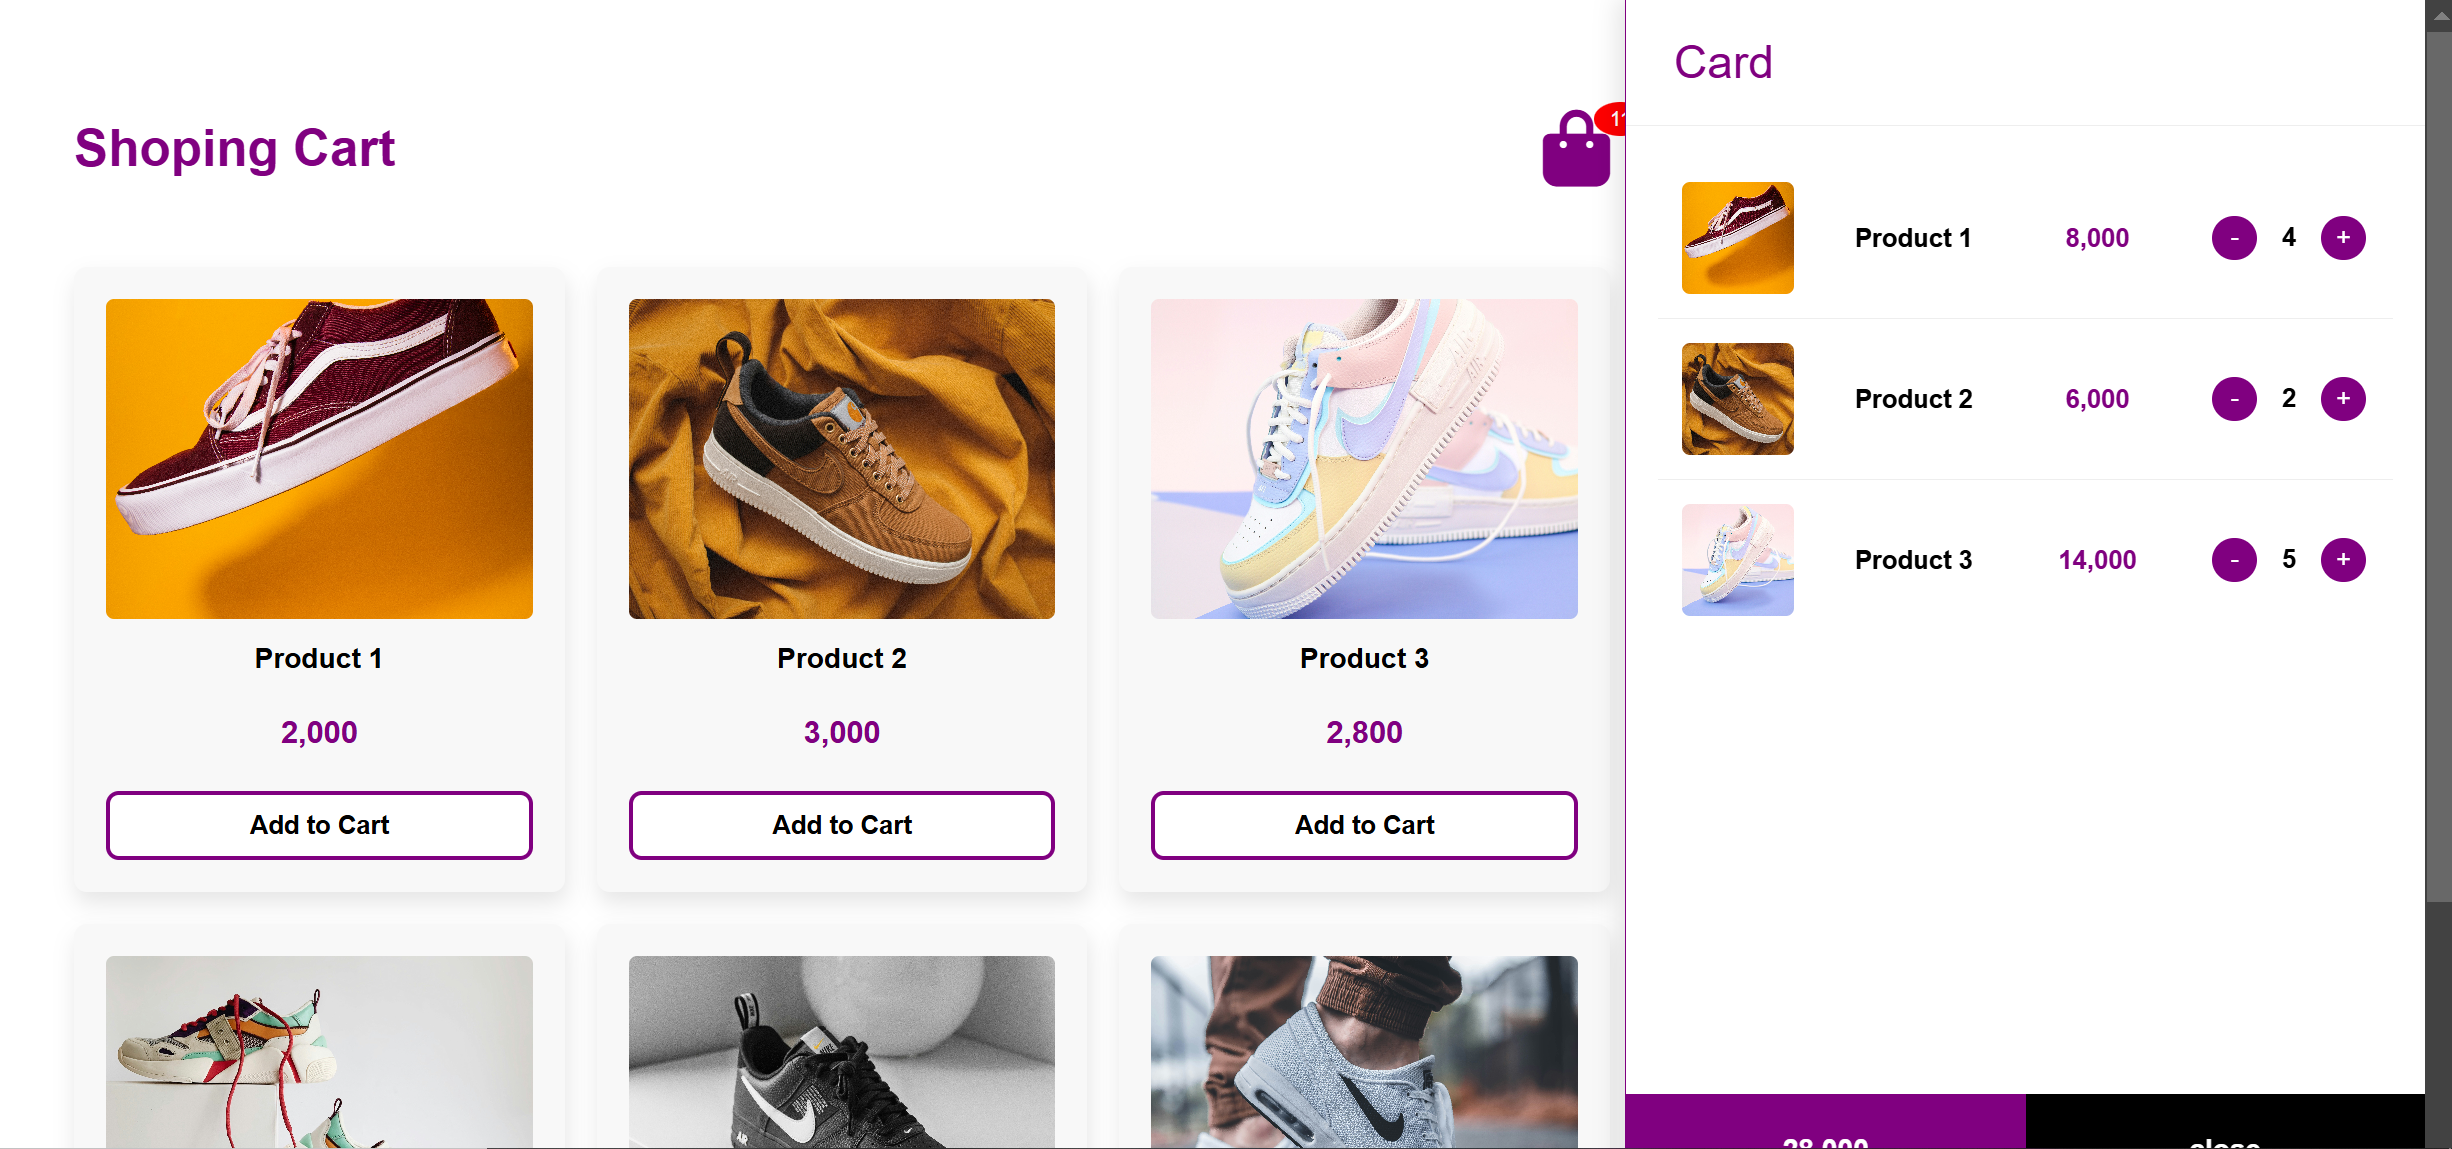 Shoping Cart
Product 1
2,000
Add to Cart
Product 2
3,000
Add to Cart
Product 3
2,800
Add to Cart
Card
Product 1 8,000 - 4 +
Product 2 6,000 - 2 +
Product 3 14,000 - 5 +
28,000 close